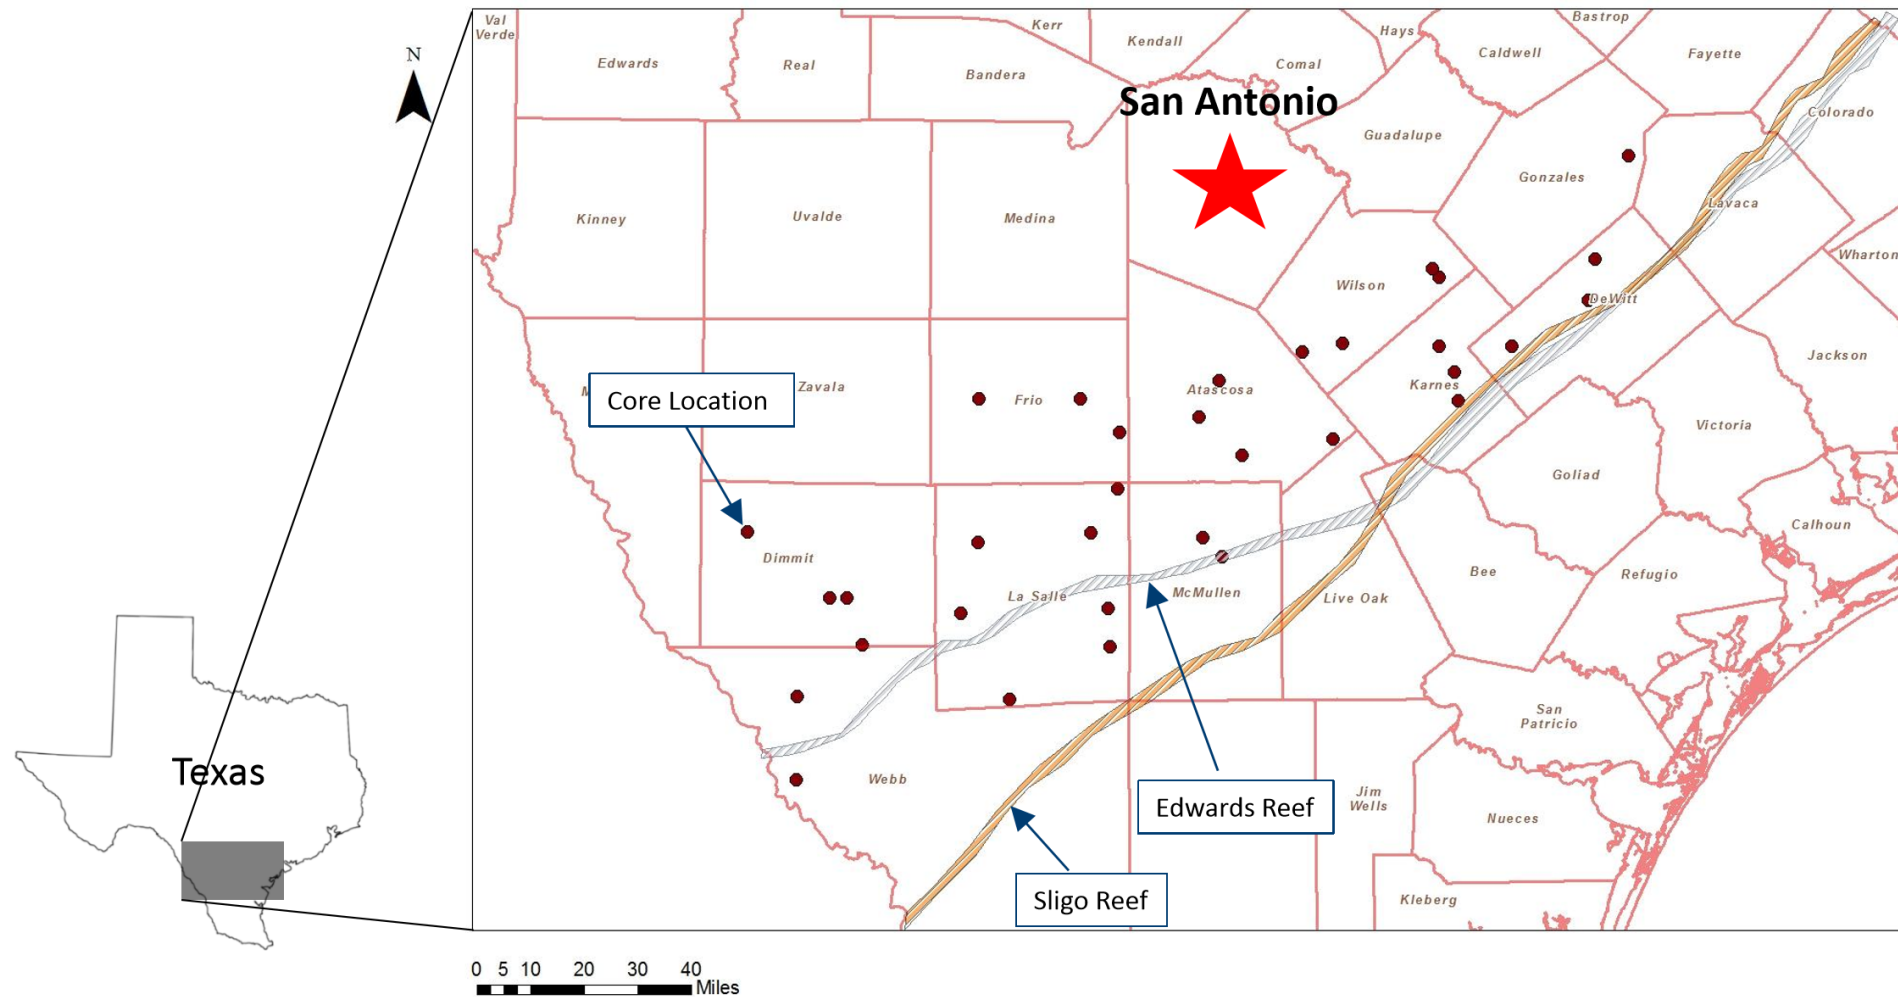 Val
Verde
Kerr
Kendall
Hays
Bastrop
Edwards
Real
Bandera
Comal
Caldwell
Fayette
N
San Antonio
Colorado
Guadalupe
Gonzales
Kinney
Uvalde
Medina
Lavaca
Wharton
Wilson
DeWitt
Jackson
Core Location
M
Zavala
Frio
Atascosa
Karnes
Victoria
Goliad
Calhoun
Dimmit
La Salle
McMullen
Live Oak
Bee
Refugio
San
Patricio
Texas
Webb
Edwards Reef
Jim
Wells
Nueces
Sligo Reef
Kleberg
0 5 10 20 30 40
Miles